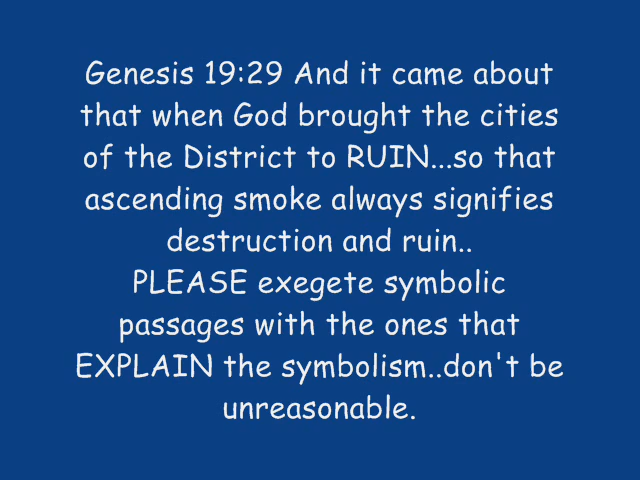 Genesis 19:29 And it came about
that when God brought the cities
of the District to RUIN...so that
ascending smoke always signifies
destruction and ruin..
PLEASE exegete symbolic
passages with the ones that
EXPLAIN the symbolism..don't be
unreasonable.